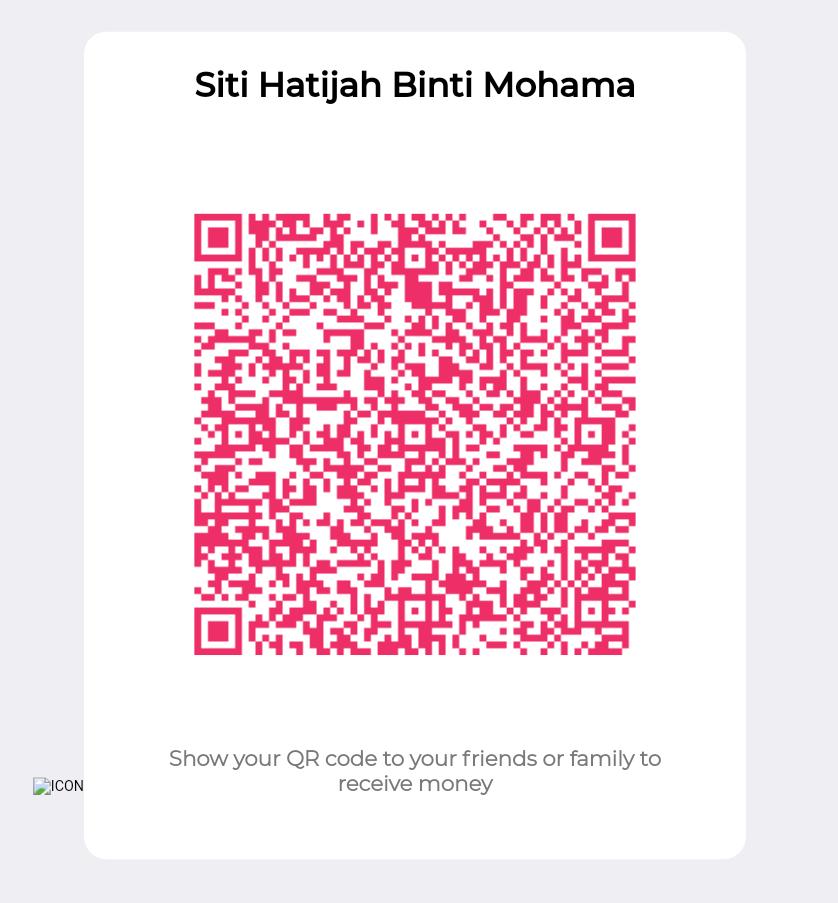 Siti Hatijah Binti Mohama
Show your QR code to your friends or family to
receive money
ICON